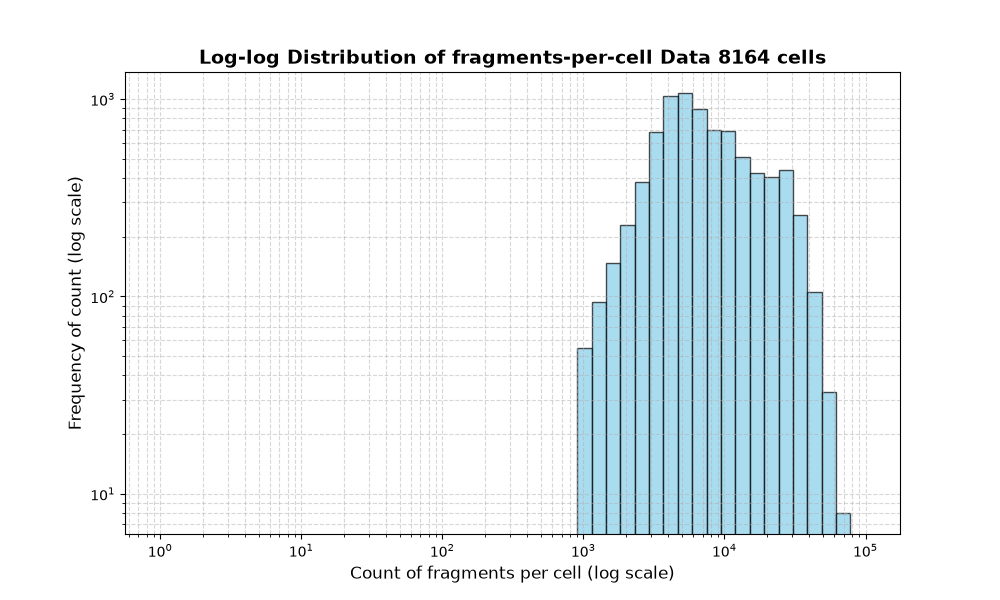 Log-log Distribution of fragments-per-cell Data 8164 cells
Frequency of count (log scale)
10³
10²
10¹
10⁰ 10¹ 10² 10³ 10⁴ 10⁵
Count of fragments per cell (log scale)